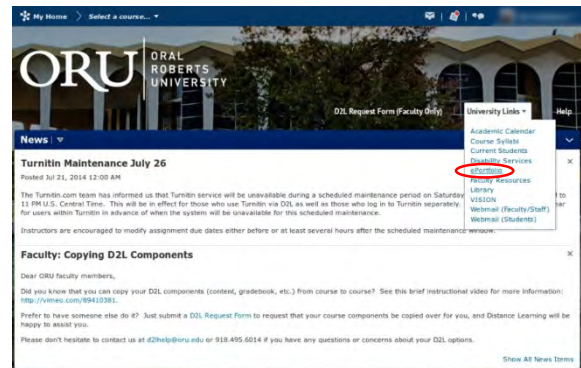 My Home
Select a course...
ORU
ORAL
ROBERTS
UNIVERSITY
D2L Request Form (Faculty Only)
University Links
Help
Academic Calendar
Course Syllabi
Current Students
Disability Services
ePortfolio
Faculty Resources
Library
VISION
Webmail (Faculty/Staff)
Webmail (Students)
News
Turnitin Maintenance July 26
Posted Jul 21, 2014 12:00 AM
The Turnitin.com team has informed us that Turnitin service will be unavailable during a scheduled maintenance period on Saturday to
11 PM U.S. Central Time. This will be in effect for those who use Turnitin via D2L as well as those who log in to Turnitin separately.
for users within Turnitin in advance of when the system will be unavailable for this scheduled maintenance.
Instructors are encouraged to modify assignment due dates either before or at least several hours after the scheduled maintenance window.
Faculty: Copying D2L Components
Dear ORU faculty members,
Did you know that you can copy your D2L components (content, gradebook, etc.) from course to course? See this brief instructional video for more information:
http://vimeo.com/89410381.
Prefer to have someone else do it? Just submit a D2L Request Form to request that your course components be copied over for you, and Distance Learning will be
happy to assist you.
Please don't hesitate to contact us at d2lhelp@oru.edu or 918.495.6014 if you have any questions or concerns about your D2L options.
Show All News Items